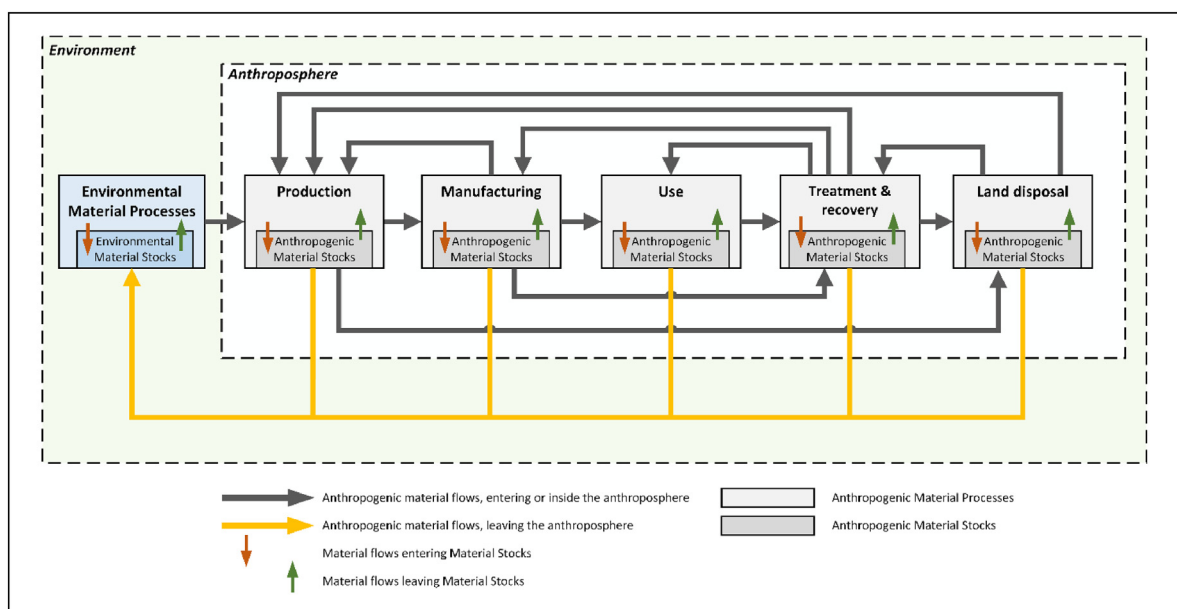 Environment
Anthroposphere
Environmental
Material Processes
Environmental
Material Stocks
Production
Anthropogenic
Material Stocks
Manufacturing
Anthropogenic
Material Stocks
Use
Anthropogenic
Material Stocks
Treatment &
recovery
Anthropogenic
Material Stocks
Land disposal
Anthropogenic
Material Stocks
Anthropogenic material flows, entering or inside the anthroposphere
Anthropogenic material flows, leaving the anthroposphere
Material flows entering Material Stocks
Material flows leaving Material Stocks
Anthropogenic Material Processes
Anthropogenic Material Stocks